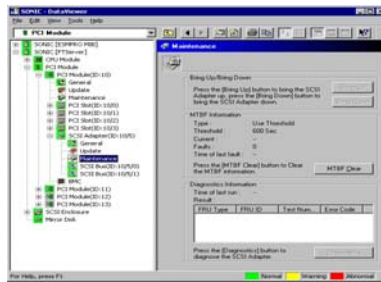 SONIC - DataViewer
File Edit View Tools Help
PCI Module
SONIC [ESMPRO MIB]
SONIC [FTServer]
CPU Module
PCI Module
PCI Module(ID:10)
General
Update
Maintenance
PCI Slot(ID:10/0)
PCI Slot(ID:10/1)
PCI Slot(ID:10/2)
PCI Slot(ID:10/3)
SCSI Adapter(ID:10/5)
General
Update
Maintenance
SCSI Bus(ID:10/5/0)
SCSI Bus(ID:10/5/1)
BMC
PCI Module(ID:11)
PCI Module(ID:12)
PCI Module(ID:13)
SCSI Enclosure
Mirror Disk
Maintenance
Bring Up/Bring Down
Press the [Bring Up] button to bring the SCSI
Adapter up, press the [Bring Down] button to
bring the SCSI Adapter down.
MTBF Information
Type : Use Threshold
Threshold : 600 Sec
Current : -
Faults : -
Time of last fault : -
Press the [MTBF Clear] button to Clear
the MTBF information.
MTBF Clear
Diagnostics Information
Time of last run : -
Result :
FRU Type FRU ID Test Num. Error Code
Press the [Diagnostics] button to
diagnose the SCSI Adapter.
For Help, press F1
Normal Warning Abnormal